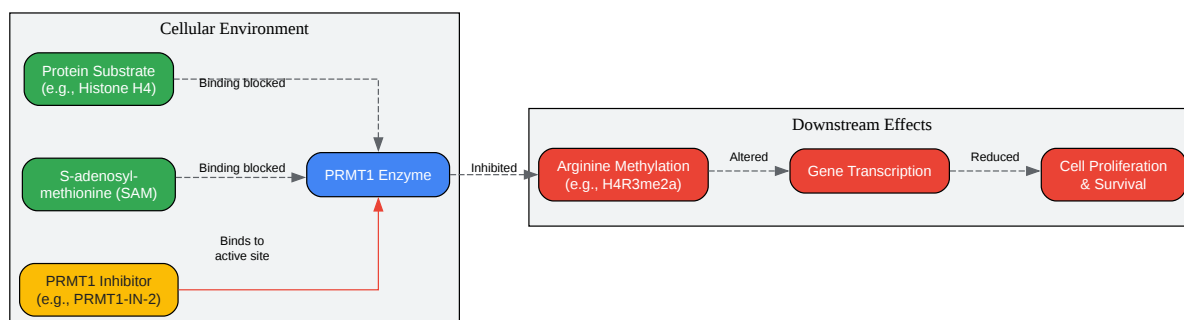 Cellular Environment
Protein Substrate
(e.g., Histone H4)
Binding blocked
S-adenosyl-
methionine (SAM)
Binding blocked
PRMT1 Enzyme
Binds to
active site
PRMT1 Inhibitor
(e.g., PRMT1-IN-2)
Inhibited
Downstream Effects
Arginine Methylation
(e.g., H4R3me2a)
Altered
Gene Transcription
Reduced
Cell Proliferation
& Survival